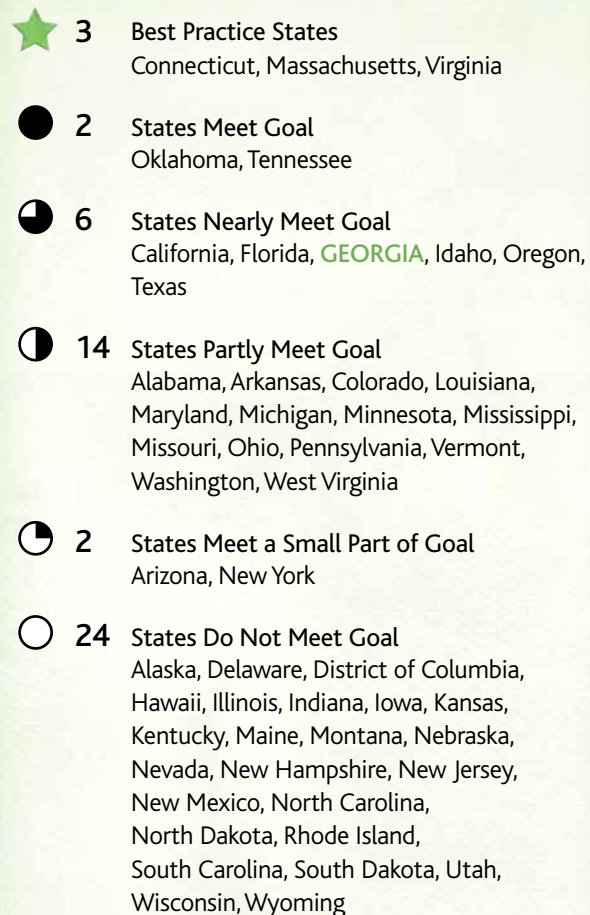 3 Best Practice States
Connecticut, Massachusetts, Virginia
2 States Meet Goal
Oklahoma, Tennessee
6 States Nearly Meet Goal
California, Florida, GEORGIA, Idaho, Oregon,
Texas
14 States Partly Meet Goal
Alabama, Arkansas, Colorado, Louisiana,
Maryland, Michigan, Minnesota, Mississippi,
Missouri, Ohio, Pennsylvania, Vermont,
Washington, West Virginia
2 States Meet a Small Part of Goal
Arizona, New York
24 States Do Not Meet Goal
Alaska, Delaware, District of Columbia,
Hawaii, Illinois, Indiana, Iowa, Kansas,
Kentucky, Maine, Montana, Nebraska,
Nevada, New Hampshire, New Jersey,
New Mexico, North Carolina,
North Dakota, Rhode Island,
South Carolina, South Dakota, Utah,
Wisconsin, Wyoming